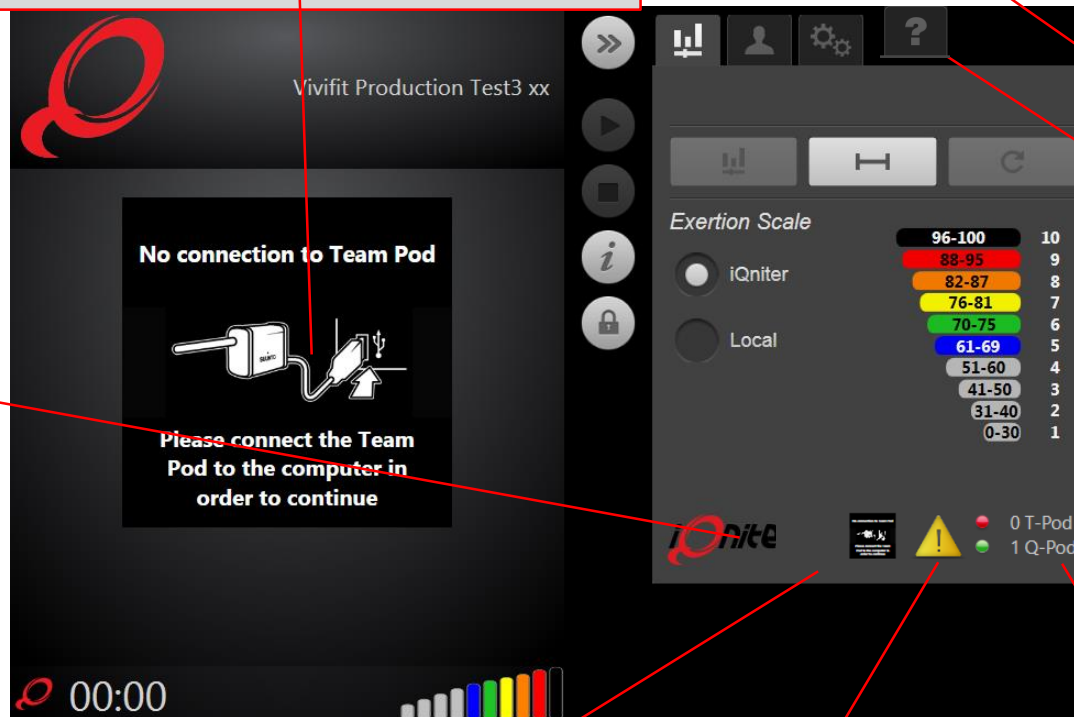 ?
Vivifit Production Test3 xx
No connection to Team Pod
SUUNTO
Please connect the Team
Pod to the computer in
order to continue
00:00
i
Exertion Scale
iQniter
Local
96-100 10
88-95 9
82-87 8
76-81 7
70-75 6
61-69 5
51-60 4
41-50 3
31-40 2
0-30 1
iQnite
!
0 T-Pod
1 Q-Pod